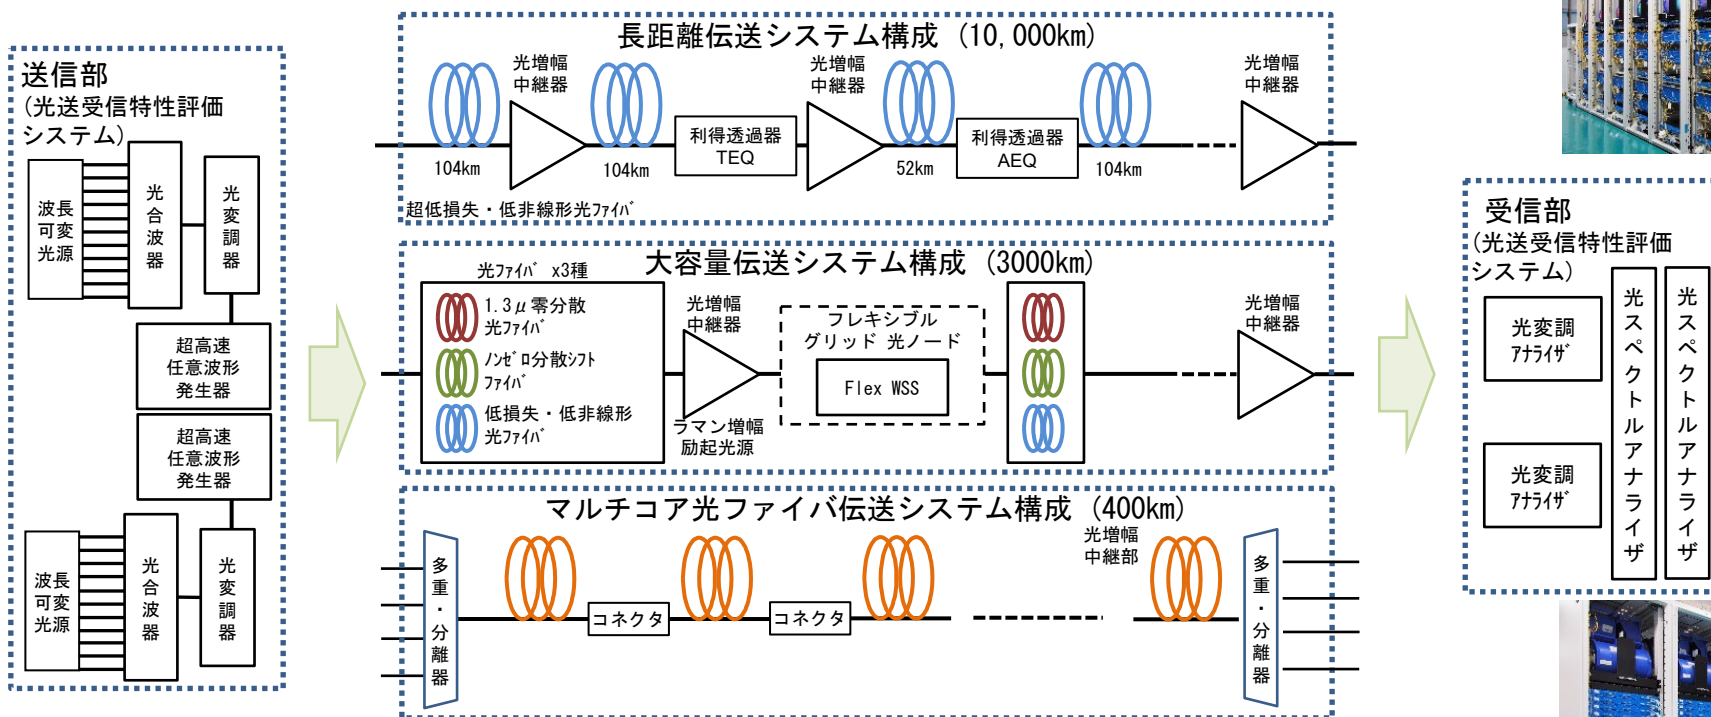 送信部
(光送受信特性評価
システム)
波長
可変
光源
光合波器
光変調器
超高速
任意波形
発生器
超高速
任意波形
発生器
波長
可変
光源
光合波器
光変調器
長距離伝送システム構成 (10,000km)
光増幅
中継器
光増幅
中継器
光増幅
中継器
利得透過器
TEQ
利得透過器
AEQ
104km
104km
52km
104km
超低損失・低非線形光ﾌｧｲﾊﾞ
大容量伝送システム構成 (3000km)
光ﾌｧｲﾊﾞ x3種
1.3μ零分散
光ﾌｧｲﾊﾞ
ﾉﾝｾﾞﾛ分散ｼﾌﾄ
ﾌｧｲﾊﾞ
低損失・低非線形
光ﾌｧｲﾊﾞ
光増幅
中継器
ラマン増幅
励起光源
フレキシブル
グリッド 光ノード
Flex WSS
光増幅
中継器
マルチコア光ファイバ伝送システム構成 (400km)
光増幅
中継部
多重・分離器
コネクタ
コネクタ
多重・分離器
受信部
(光送受信特性評価
システム)
光変調
ｱﾅﾗｲｻﾞ
光変調
ｱﾅﾗｲｻﾞ
光スペクトルアナライザ
光スペクトルアナライザ